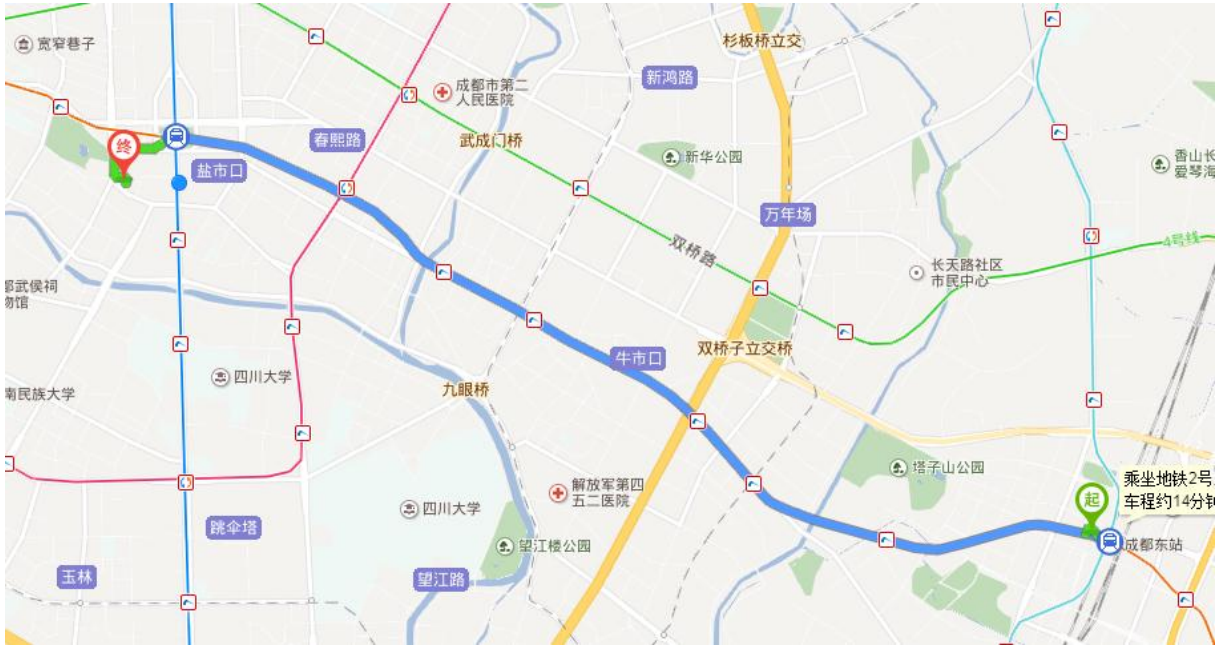 杉板桥立交
宽窄巷子
新鸿路
成都市第二
人民医院
终
春熙路
武成门桥
盐市口
新华公园
香山长
爱琴海
万年场
双桥路
4号线
长天路社区
市民中心
都武侯祠
物馆
双桥子立交桥
牛市口
四川大学
九眼桥
南民族大学
塔子山公园
乘坐地铁2号
车程约14分钟
起
解放军第四
五二医院
四川大学
跳伞塔
望江楼公园
成都东站
玉林
望江路